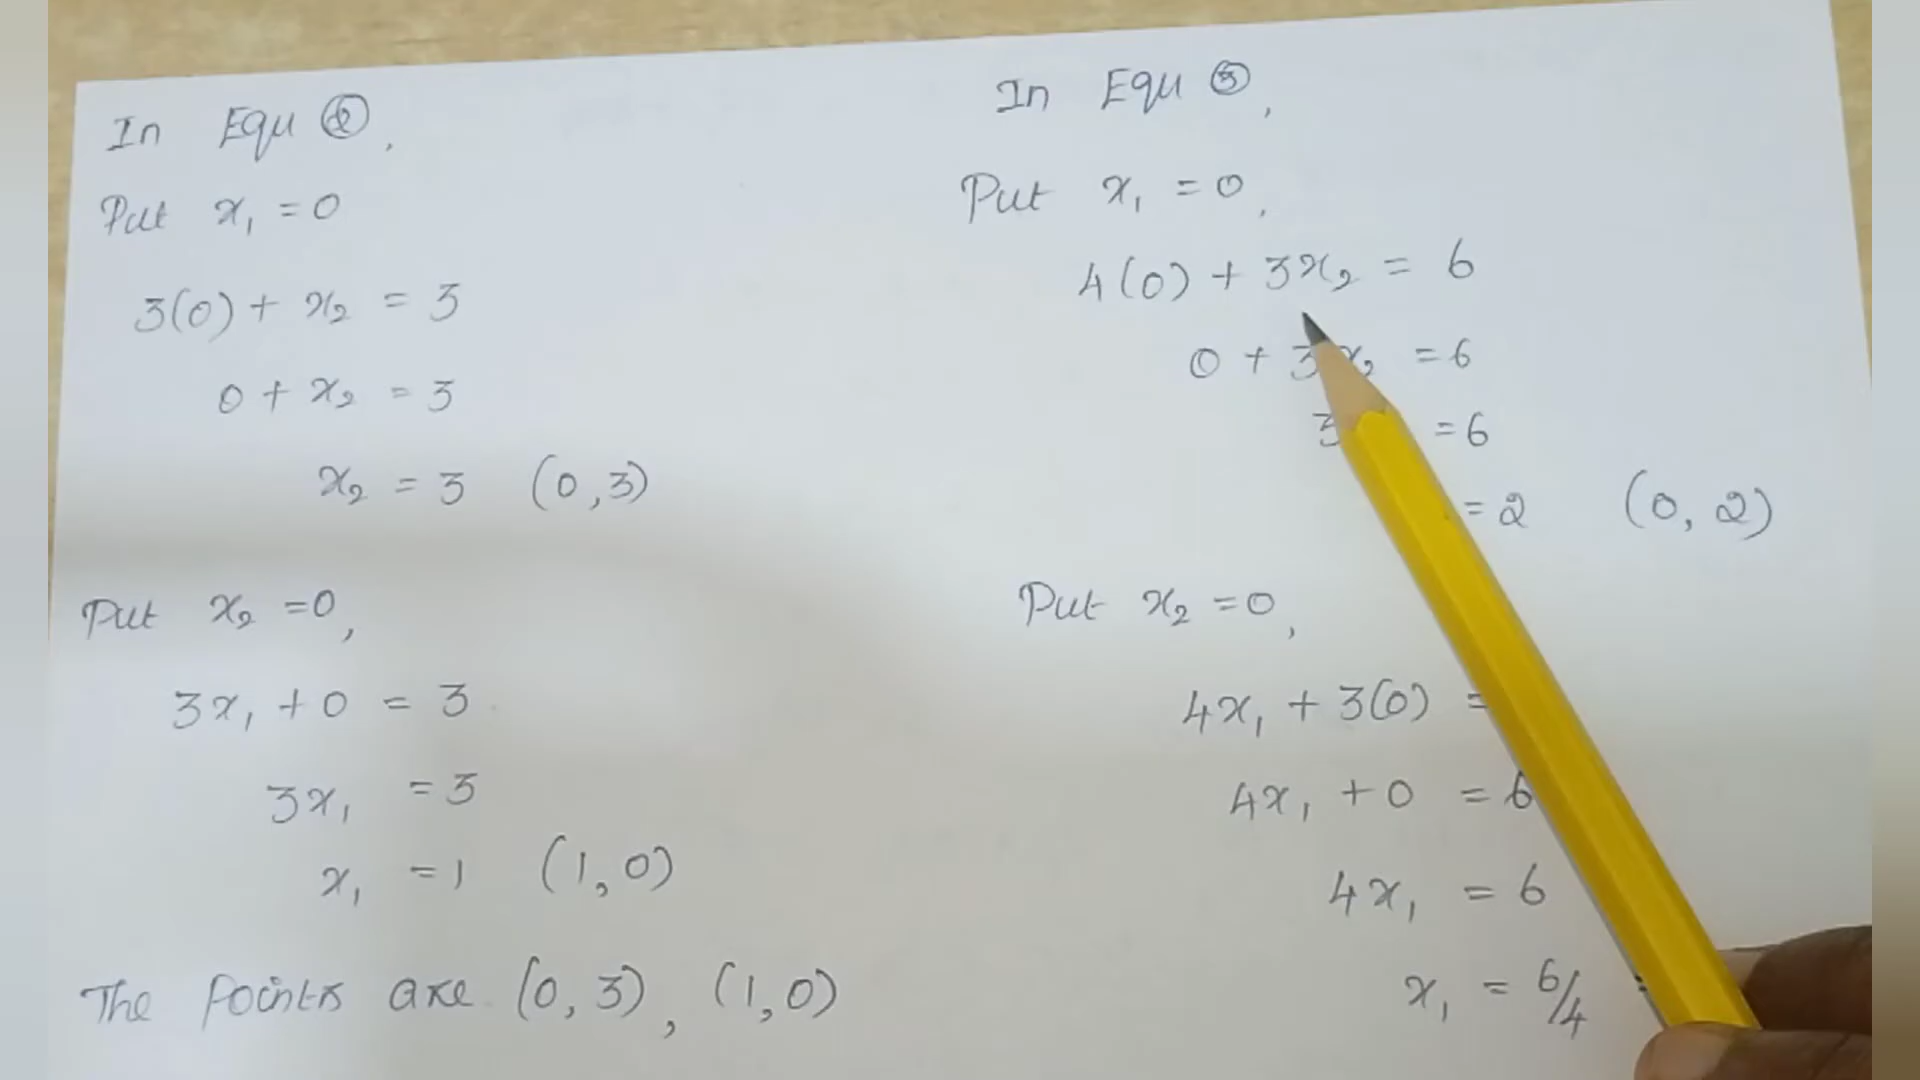 In Equ ②,
Put x₁ = 0
3(0) + x₂ = 3
0 + x₂ = 3
x₂ = 3 (0,3)
Put x₂ = 0,
3x₁ + 0 = 3
3x₁ = 3
x₁ = 1 (1,0)
The Points are (0,3), (1,0)
In Equ ③,
Put x₁ = 0,
4(0) + 3x₂ = 6
0 + 3x₂ = 6
3 = 6
= 2 (0, 2)
Put x₂ = 0,
4x₁ + 3(0) =
4x₁ + 0 = 6
4x₁ = 6
x₁ = 6/4